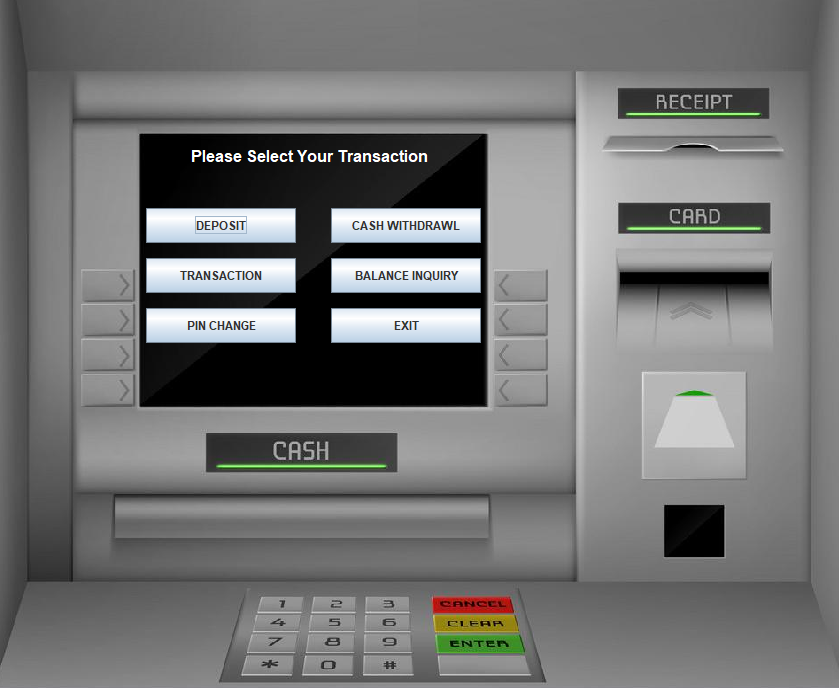 RECEIPT
Please Select Your Transaction
CARD
DEPOSIT
CASH WITHDRAWL
TRANSACTION
BALANCE INQUIRY
PIN CHANGE
EXIT
CASH
1 2 3 CANCEL
4 5 6 CLEAR
7 8 9 ENTER
* 0 #